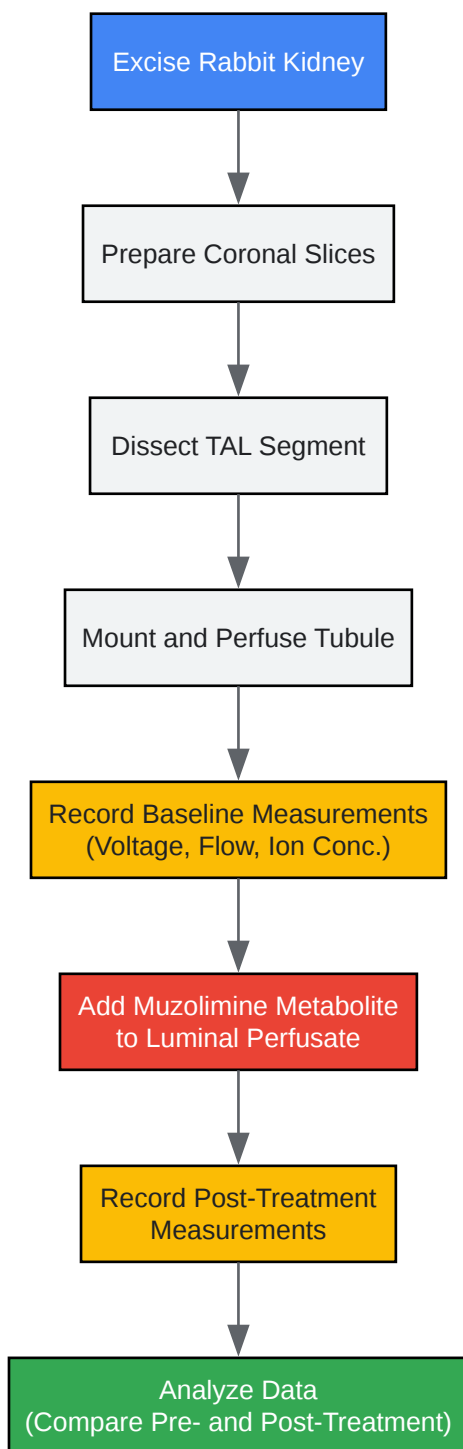 Excise Rabbit Kidney
Prepare Coronal Slices
Dissect TAL Segment
Mount and Perfuse Tubule
Record Baseline Measurements
(Voltage, Flow, Ion Conc.)
Add Muzolimine Metabolite
to Luminal Perfusate
Record Post-Treatment
Measurements
Analyze Data
(Compare Pre- and Post-Treatment)